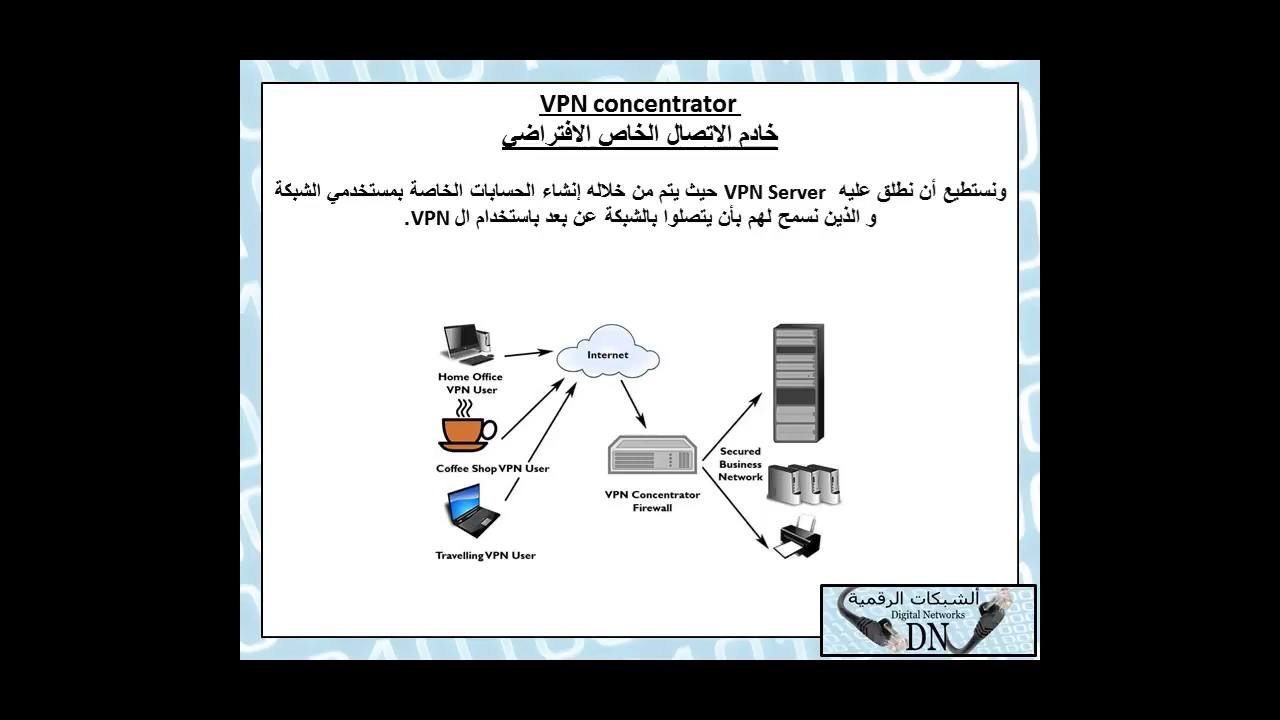 VPN concentrator
خادم الاتصال الخاص الافتراضي
ونستطيع أن نطلق عليه VPN Server حيث يتم من خلاله إنشاء الحسابات الخاصة بمستخدمي الشبكة
و الذين نسمح لهم بأن يتصلوا بالشبكة عن بعد باستخدام ال VPN.
Internet
Home Office
VPN User
Coffee Shop VPN User
Travelling VPN User
VPN Concentrator
Firewall
Secured
Business
Network
ألشبكات الرقمية
Digital Networks
DN